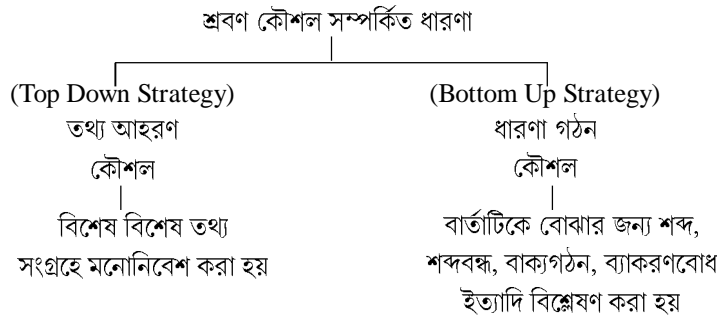 শ্রবণ কৌশল সম্পর্কিত ধারণা
(Top Down Strategy)
তথ্য আহরণ
কৌশল
বিশেষ বিশেষ তথ্য
সংগ্রহে মনোনিবেশ করা হয়
(Bottom Up Strategy)
ধারণা গঠন
কৌশল
বার্তাটিকে বোঝার জন্য শব্দ,
শব্দবন্ধ, বাক্যগঠন, ব্যাকরণবোধ
ইত্যাদি বিশ্লেষণ করা হয়